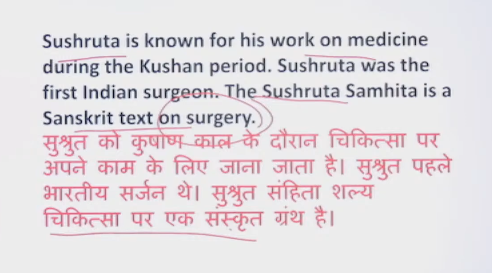 Sushruta is known for his work on medicine
during the Kushan period. Sushruta was the
first Indian surgeon. The Sushruta Samhita is a
Sanskrit text on surgery.
सुश्रुत को कुषाण काल के दौरान चिकित्सा पर
अपने काम के लिए जाना जाता है। सुश्रुत पहले
भारतीय सर्जन थे। सुश्रुत संहिता शल्य
चिकित्सा पर एक संस्कृत ग्रंथ है।